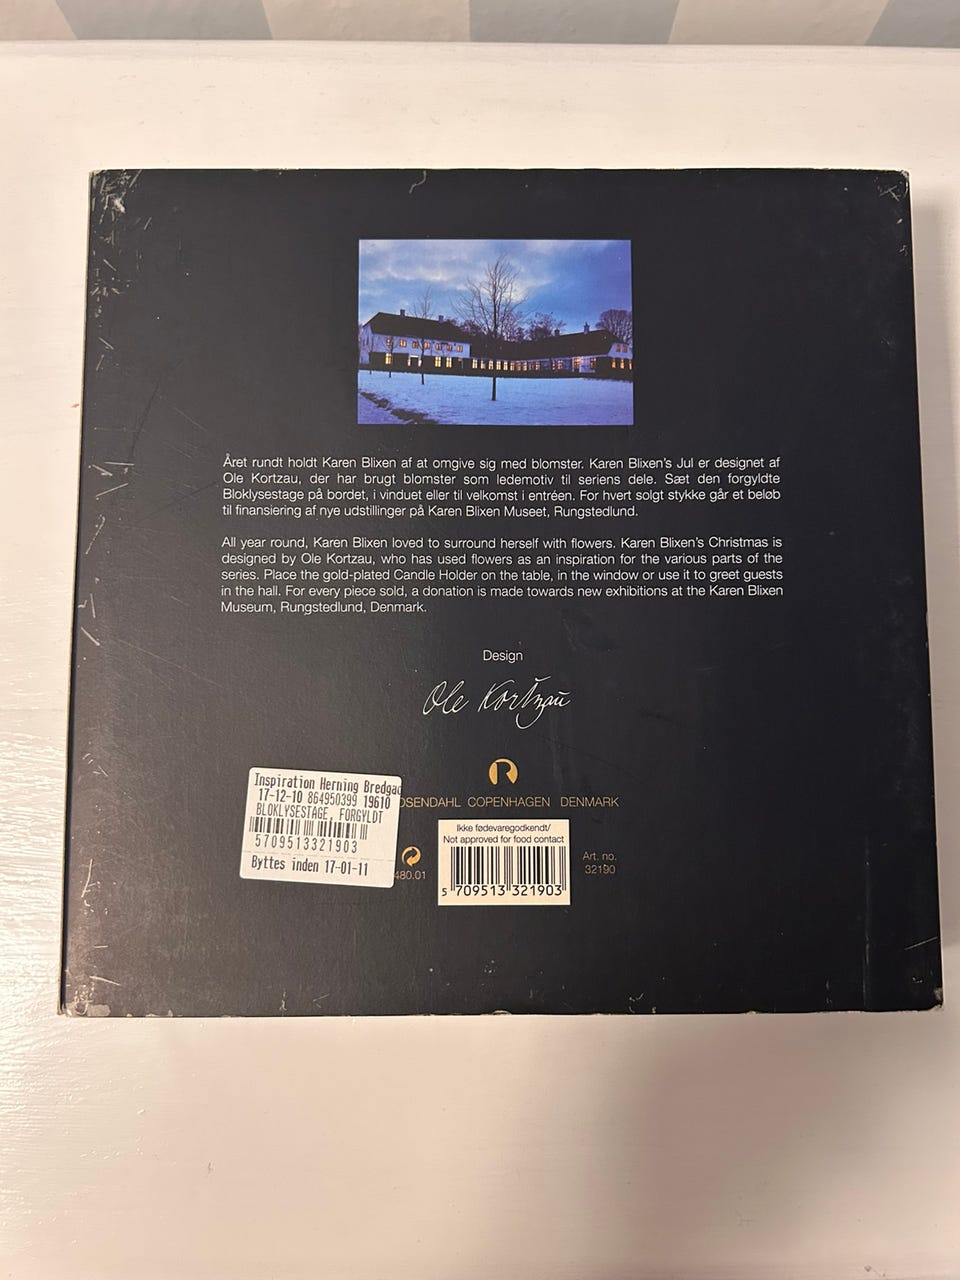 Året rundt holdt Karen Blixen af at omgive sig med blomster. Karen Blixen's Jul er designet af
Ole Kortzau, der har brugt blomster som ledemotiv til seriens dele. Sæt den forgyldte
Bloklysestage på bordet, i vinduet eller til velkomst i entréen. For hvert solgt stykke går et beløb
til finansiering af nye udstillinger på Karen Blixen Museet, Rungstedlund.
All year round, Karen Blixen loved to surround herself with flowers. Karen Blixen's Christmas is
designed by Ole Kortzau, who has used flowers as an inspiration for the various parts of the
series. Place the gold-plated Candle Holder on the table, in the window or use it to greet guests
in the hall. For every piece sold, a donation is made towards new exhibitions at the Karen Blixen
Museum, Rungstedlund, Denmark.
Design
Ole Kortzau
R
OSENDAHL COPENHAGEN DENMARK
Inspiration Herning Bredgad
17-12-10 864950399 19610
BLOKLYSESTAGE, FORGYLDT
5709513321903
Byttes inden 17-01-11
480.01
Ikke fødevaregodkendt/
Not approved for food contact
5 709513 321903
Art. no.
32190